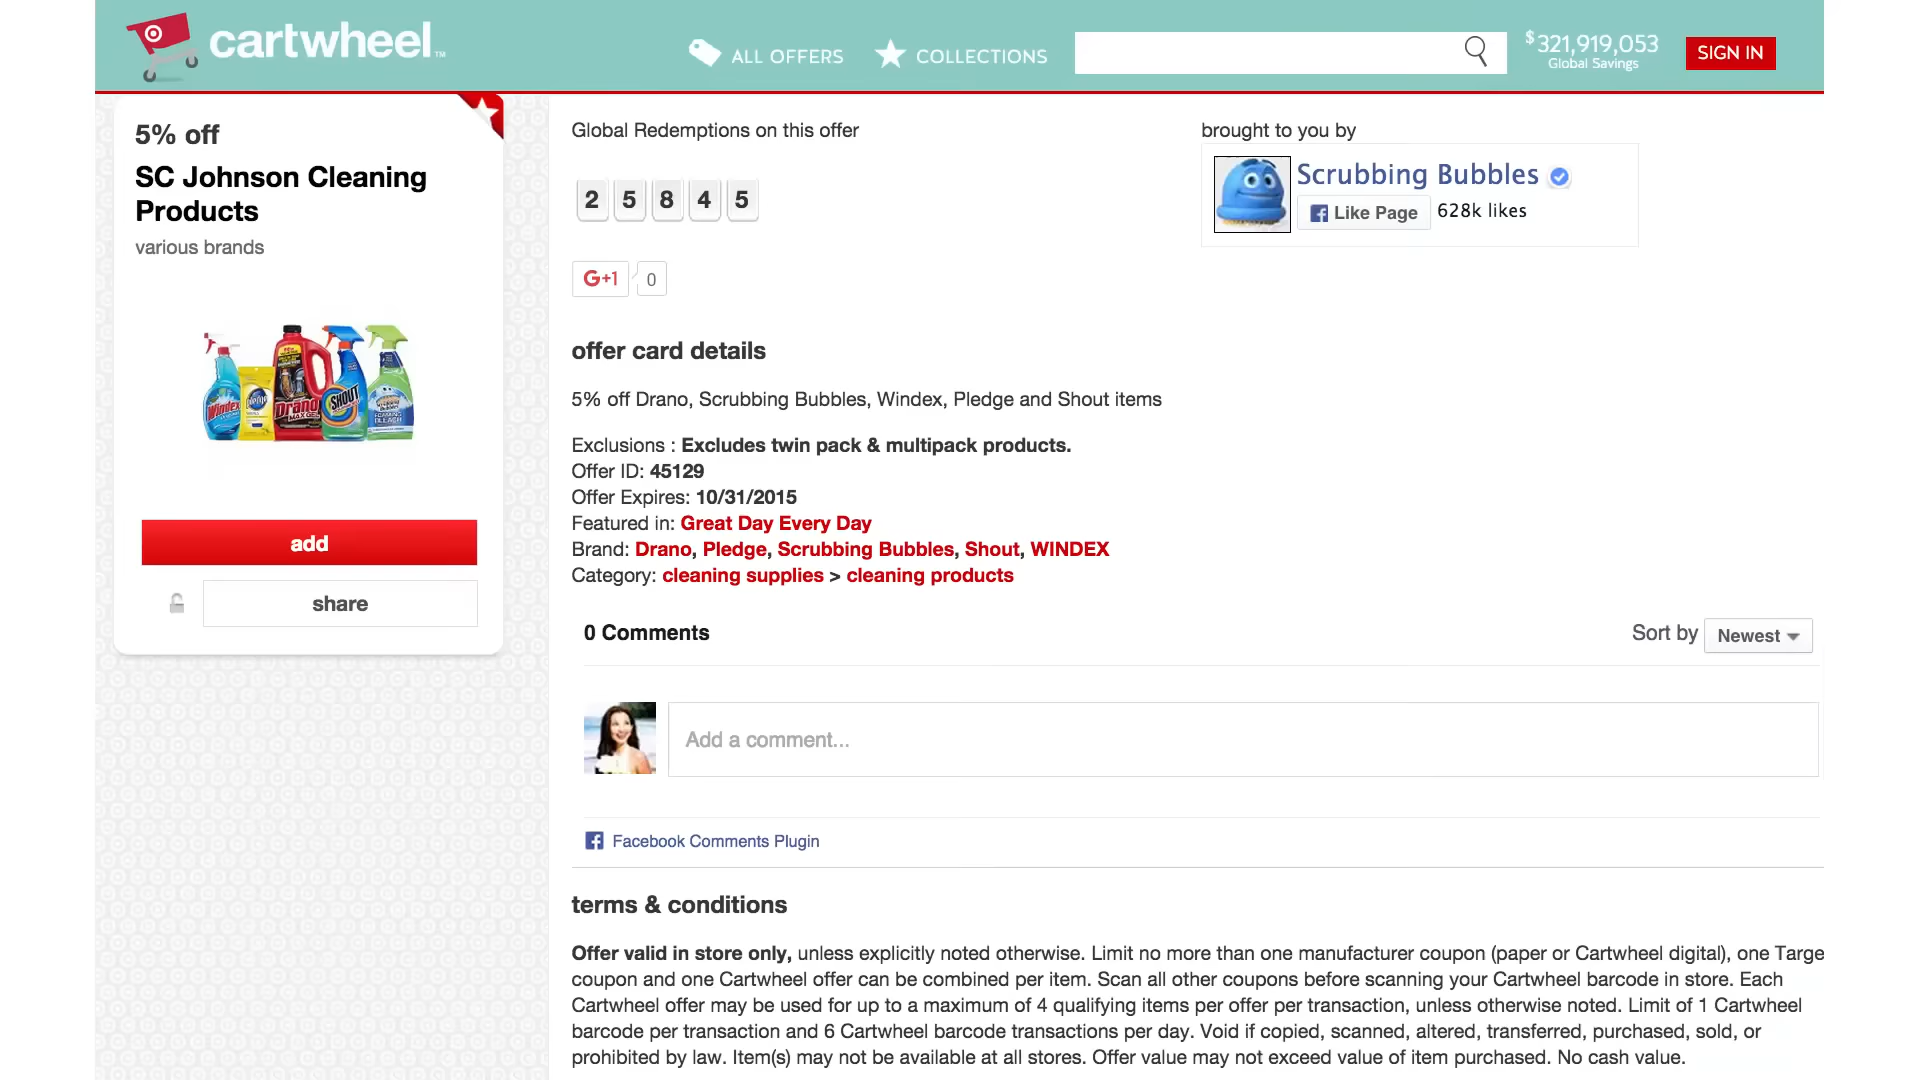 cartwheel™
ALL OFFERS
COLLECTIONS
$321,919,053
Global Savings
SIGN IN
5% off
SC Johnson Cleaning
Products
various brands
Windex
Pledge
Drano
MAX GEL
SHOUT
FOAMING
BLEACH
add
share
Global Redemptions on this offer
2 5 8 4 5
G+1 0
brought to you by
Scrubbing Bubbles
Like Page 628k likes
offer card details
5% off Drano, Scrubbing Bubbles, Windex, Pledge and Shout items
Exclusions : Excludes twin pack & multipack products.
Offer ID: 45129
Offer Expires: 10/31/2015
Featured in: Great Day Every Day
Brand: Drano, Pledge, Scrubbing Bubbles, Shout, WINDEX
Category: cleaning supplies > cleaning products
0 Comments
Sort by Newest
Add a comment...
Facebook Comments Plugin
terms & conditions
Offer valid in store only, unless explicitly noted otherwise. Limit no more than one manufacturer coupon (paper or Cartwheel digital), one Targe
coupon and one Cartwheel offer can be combined per item. Scan all other coupons before scanning your Cartwheel barcode in store. Each
Cartwheel offer may be used for up to a maximum of 4 qualifying items per offer per transaction, unless otherwise noted. Limit of 1 Cartwheel
barcode per transaction and 6 Cartwheel barcode transactions per day. Void if copied, scanned, altered, transferred, purchased, sold, or
prohibited by law. Item(s) may not be available at all stores. Offer value may not exceed value of item purchased. No cash value.